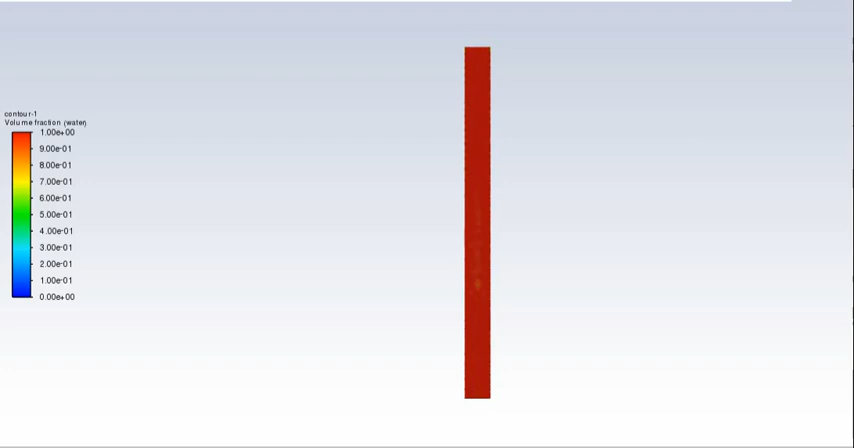 contour-1
Volume fraction (water)
1.00e+00
9.00e-01
8.00e-01
7.00e-01
6.00e-01
5.00e-01
4.00e-01
3.00e-01
2.00e-01
1.00e-01
0.00e+00